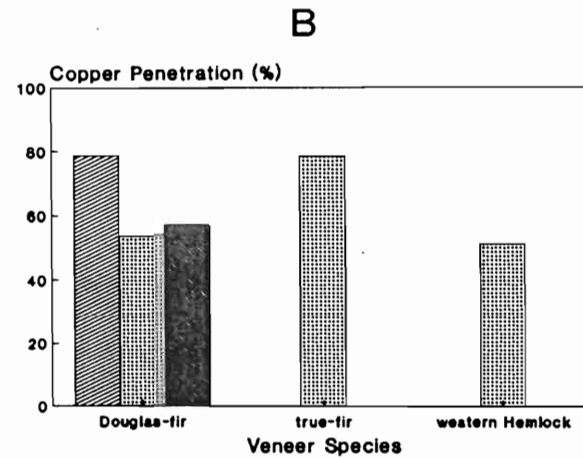 B
Copper Penetration (%)
100
80
60
40
20
0
Douglas-fir true-fir western Hemlock
Veneer Species